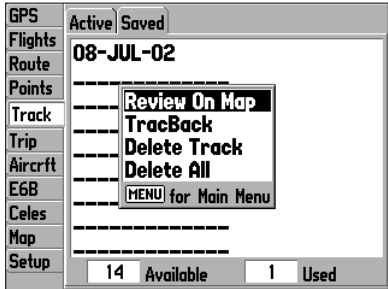 GPS
Flights
Route
Points
Track
Trip
Aircrft
E6B
Celes
Map
Setup
Active Saved
08-JUL-02
Review On Map
TracBack
Delete Track
Delete All
MENU for Main Menu
14 Available 1 Used